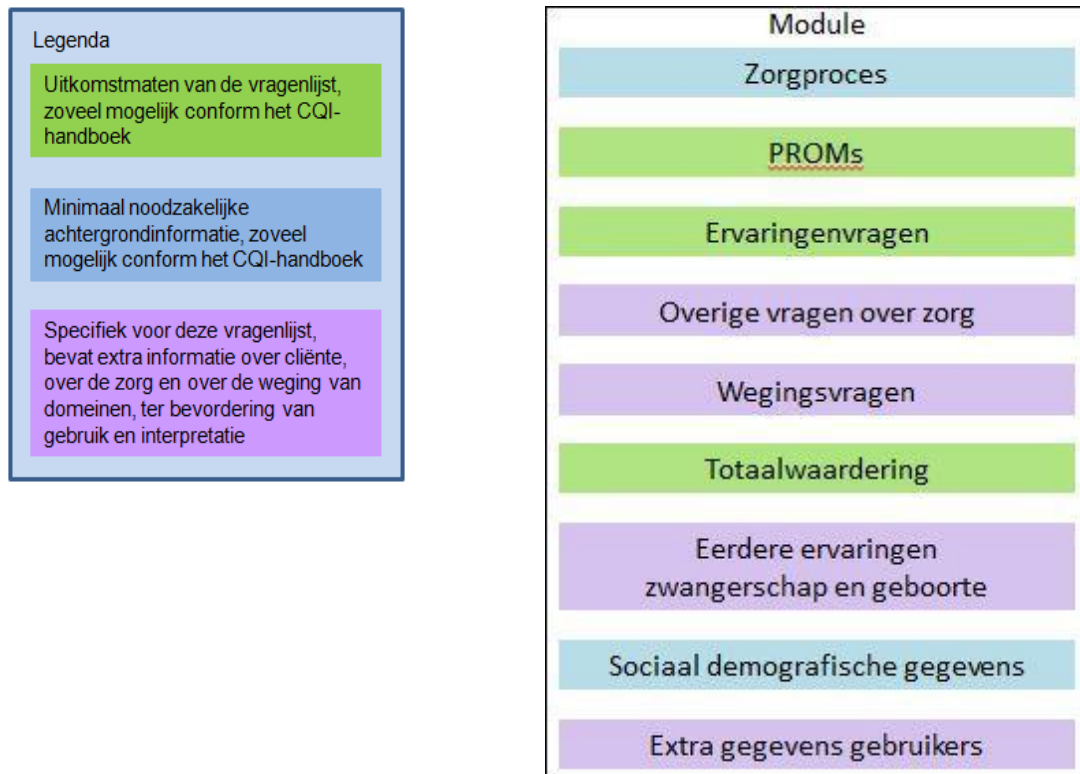 Legenda
Uitkomstmaten van de vragenlijst,
zoveel mogelijk conform het CQI-
handboek
Minimaal noodzakelijke
achtergrondinformatie, zoveel
mogelijk conform het CQI-handboek
Specifiek voor deze vragenlijst,
bevat extra informatie over cliënte,
over de zorg en over de weging van
domeinen, ter bevordering van
gebruik en interpretatie
Module
Zorgproces
PROMs
Ervaringenvragen
Overige vragen over zorg
Wegingsvragen
Totaalwaardering
Eerdere ervaringen
zwangerschap en geboorte
Sociaal demografische gegevens
Extra gegevens gebruikers